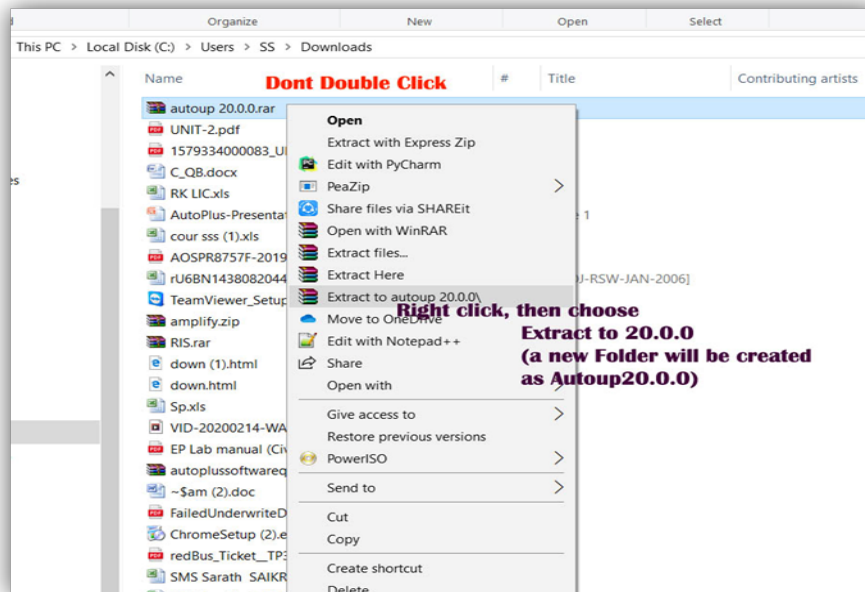 Organize New Open Select
This PC > Local Disk (C:) > Users > SS > Downloads
Name # Title Contributing artists
Dont Double Click
autoup 20.0.0.rar
UNIT-2.pdf
1579334000083_U
C_QB.docx
RK LIC.xls
AutoPlus-Presenta
cour sss (1).xls
AOSPR8757F-2019
rU6BN1438082044
TeamViewer_Setup
amplify.zip
RIS.rar
down (1).html
down.html
Sp.xls
VID-20200214-WA
EP Lab manual (Civ
autoplussoftwareq
~$am (2).doc
FailedUnderwriteD
ChromeSetup (2).e
redBus_Ticket__TP3
SMS Sarath SAIKR
Open
Extract with Express Zip
Edit with PyCharm
PeaZip
Share files via SHAREit
Open with WinRAR
Extract files...
Extract Here
Extract to autoup 20.0.0\
Move to OneDrive
Edit with Notepad++
Share
Open with
Give access to
Restore previous versions
PowerISO
Send to
Cut
Copy
Create shortcut
Delete
e 1
J-RSW-JAN-2006]
Right click, then choose
Extract to 20.0.0
(a new Folder will be created
as Autoup20.0.0)